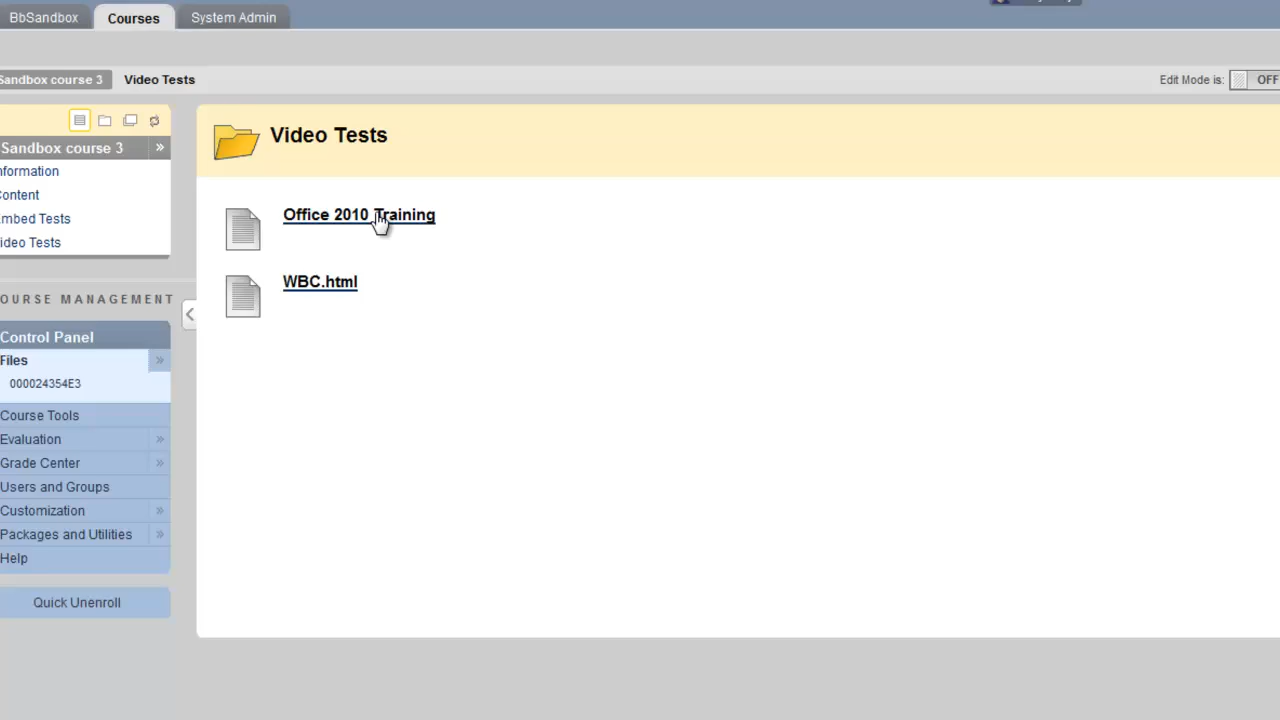 BbSandbox Courses System Admin
Sandbox course 3 Video Tests Edit Mode is: OFF
Sandbox course 3 »
nformation
Content
mbed Tests
ideo Tests
OURSE MANAGEMENT
Control Panel
Files »
000024354E3
Course Tools
Evaluation »
Grade Center »
Users and Groups
Customization »
Packages and Utilities »
Help
Quick Unenroll
Video Tests
Office 2010 Training
WBC.html